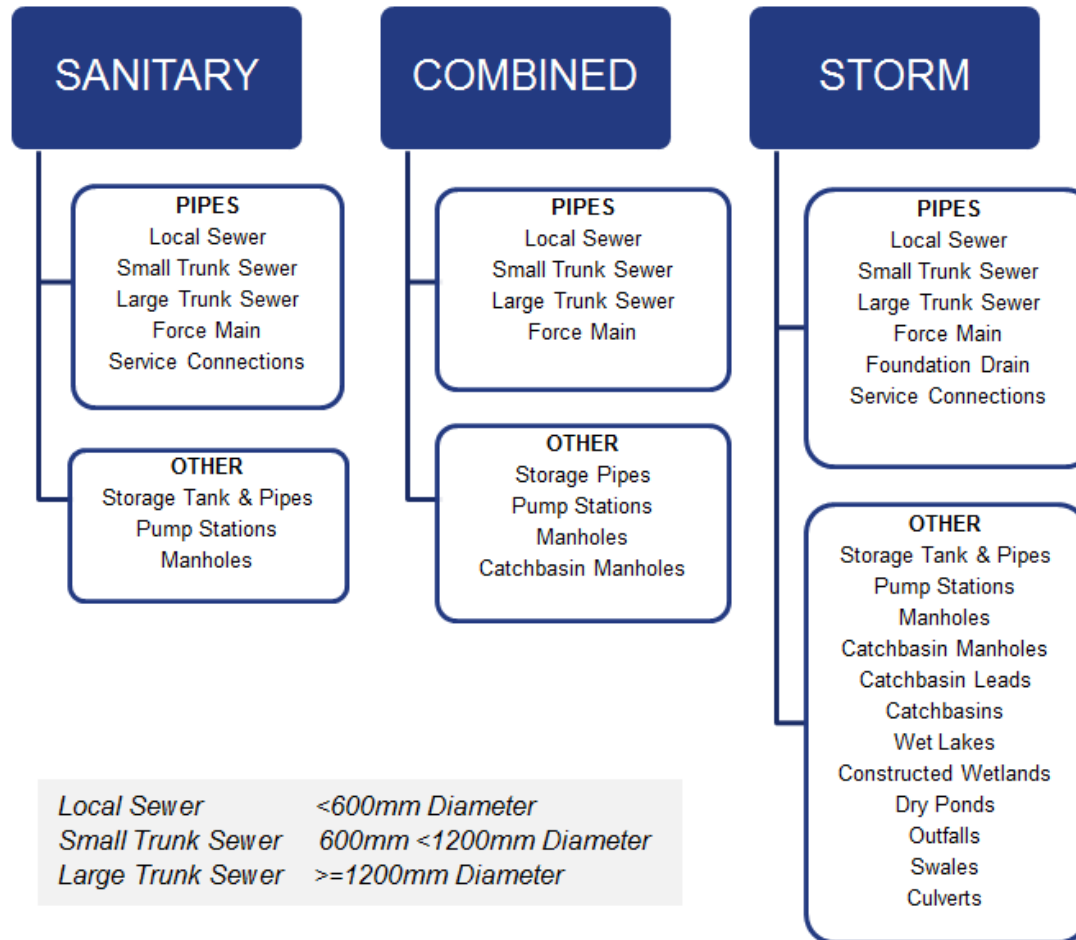 SANITARY
PIPES
Local Sewer
Small Trunk Sewer
Large Trunk Sewer
Force Main
Service Connections
OTHER
Storage Tank & Pipes
Pump Stations
Manholes
COMBINED
PIPES
Local Sewer
Small Trunk Sewer
Large Trunk Sewer
Force Main
OTHER
Storage Pipes
Pump Stations
Manholes
Catchbasin Manholes
STORM
PIPES
Local Sewer
Small Trunk Sewer
Large Trunk Sewer
Force Main
Foundation Drain
Service Connections
OTHER
Storage Tank & Pipes
Pump Stations
Manholes
Catchbasin Manholes
Catchbasin Leads
Catchbasins
Wet Lakes
Constructed Wetlands
Dry Ponds
Outfalls
Swales
Culverts
Local Sewer <600mm Diameter
Small Trunk Sewer 600mm <1200mm Diameter
Large Trunk Sewer >=1200mm Diameter